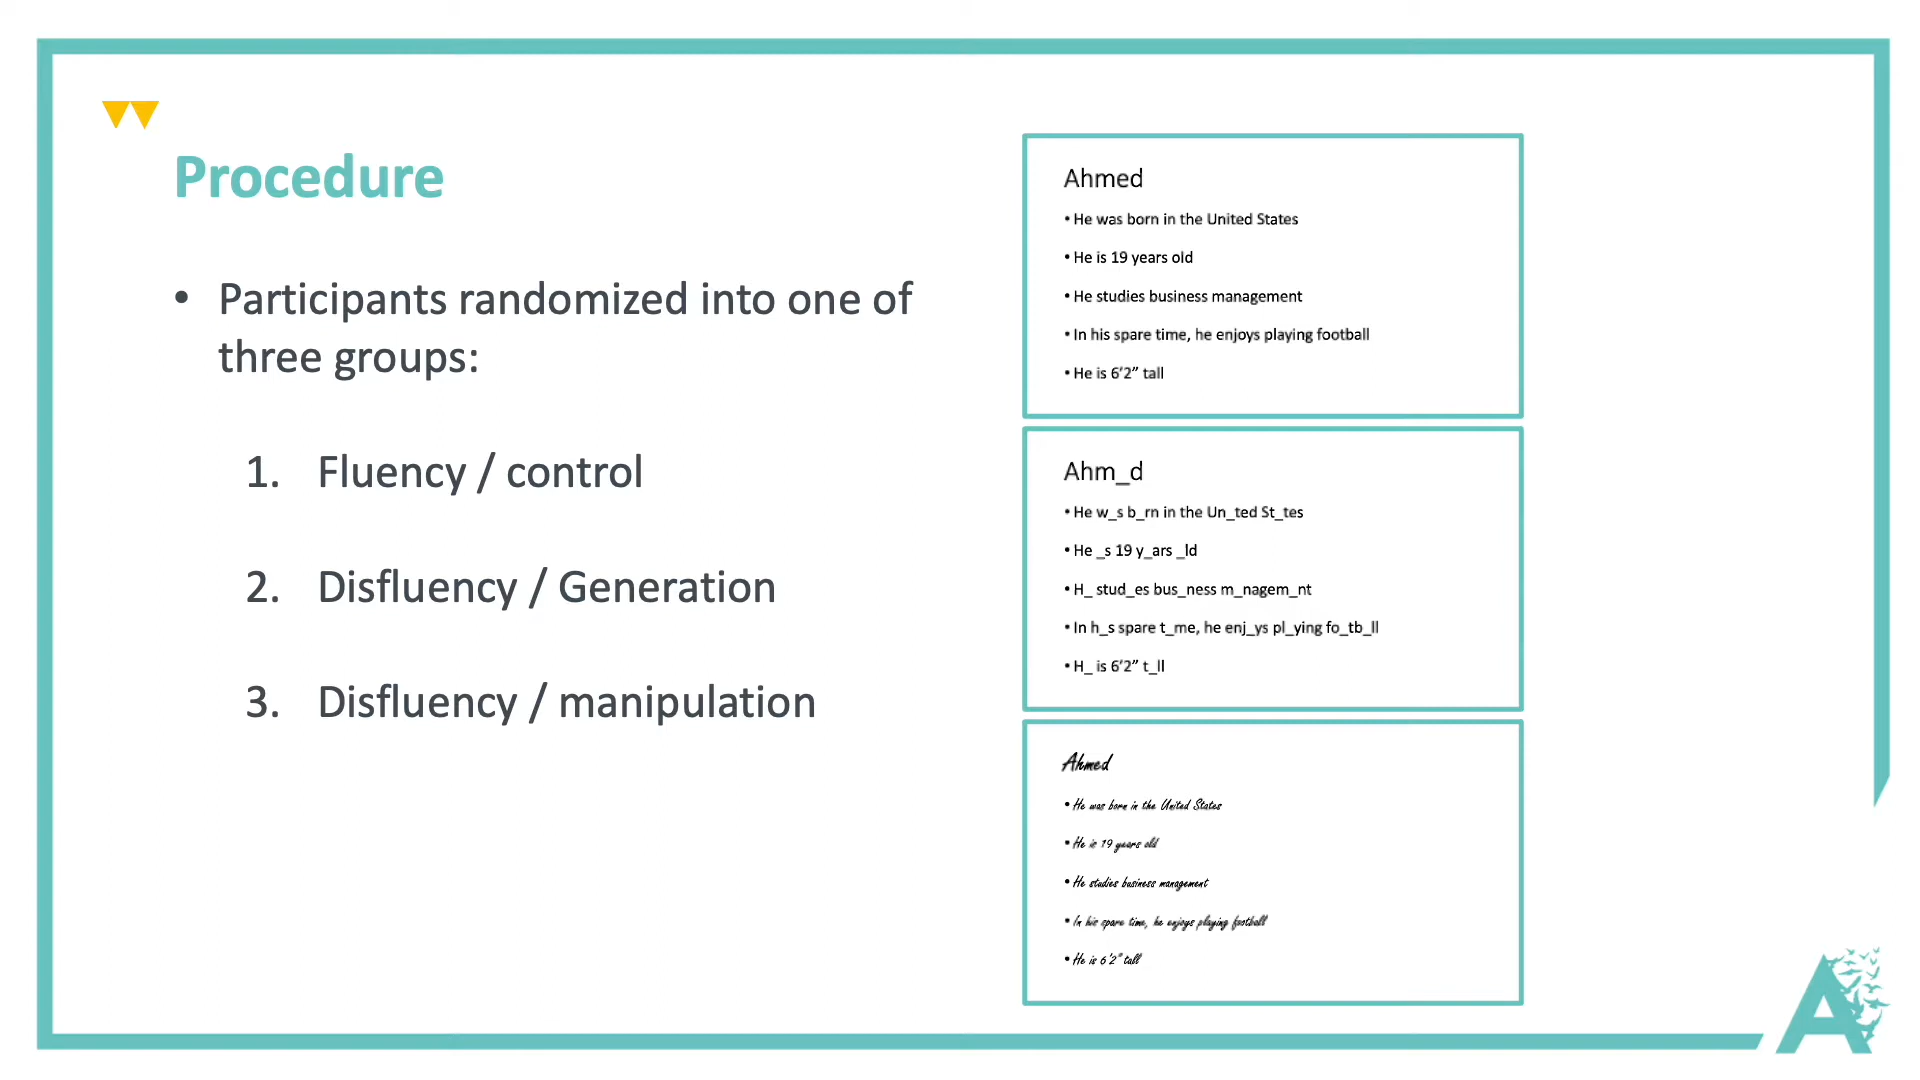 Procedure
• Participants randomized into one of
three groups:
1. Fluency / control
2. Disfluency / Generation
3. Disfluency / manipulation
Ahmed
• He was born in the United States
• He is 19 years old
• He studies business management
• In his spare time, he enjoys playing football
• He is 6’2” tall
Ahm_d
• He w_s b_rn in the Un_ted St_tes
• He _s 19 y_ars _ld
• H_ stud_es bus_ness m_nagem_nt
• In h_s spare t_me, he enj_ys pl_ying fo_tb_ll
• H_ is 6’2” t_ll
Ahmed
• He was born in the United States
• He is 19 years old
• He studies business management
• In his spare time, he enjoys playing football
• He is 6’2” tall
A